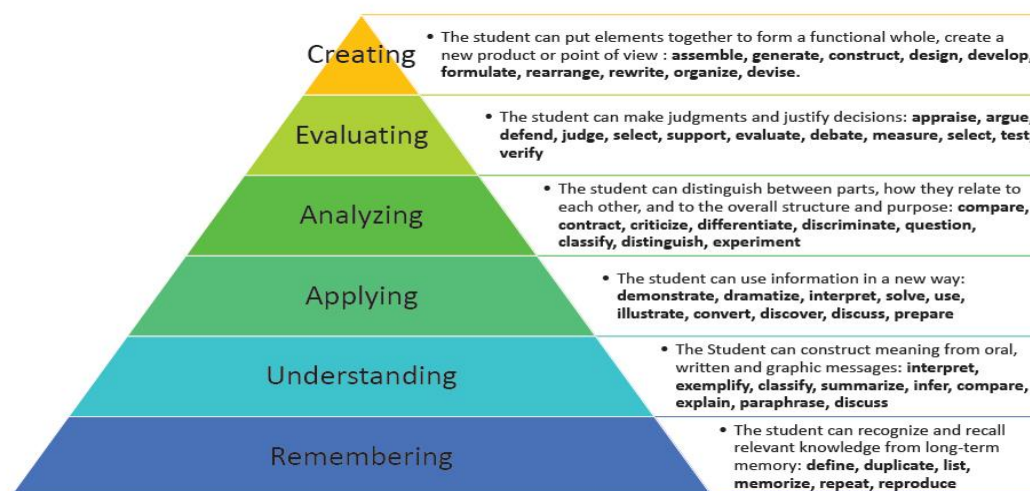 Creating
• The student can put elements together to form a functional whole, create a
new product or point of view : assemble, generate, construct, design, develop,
formulate, rearrange, rewrite, organize, devise.
Evaluating
• The student can make judgments and justify decisions: appraise, argue,
defend, judge, select, support, evaluate, debate, measure, select, test,
verify
Analyzing
• The student can distinguish between parts, how they relate to
each other, and to the overall structure and purpose: compare,
contract, criticize, differentiate, discriminate, question,
classify, distinguish, experiment
Applying
• The student can use information in a new way:
demonstrate, dramatize, interpret, solve, use,
illustrate, convert, discover, discuss, prepare
Understanding
• The Student can construct meaning from oral,
written and graphic messages: interpret,
exemplify, classify, summarize, infer, compare,
explain, paraphrase, discuss
Remembering
• The student can recognize and recall
relevant knowledge from long-term
memory: define, duplicate, list,
memorize, repeat, reproduce